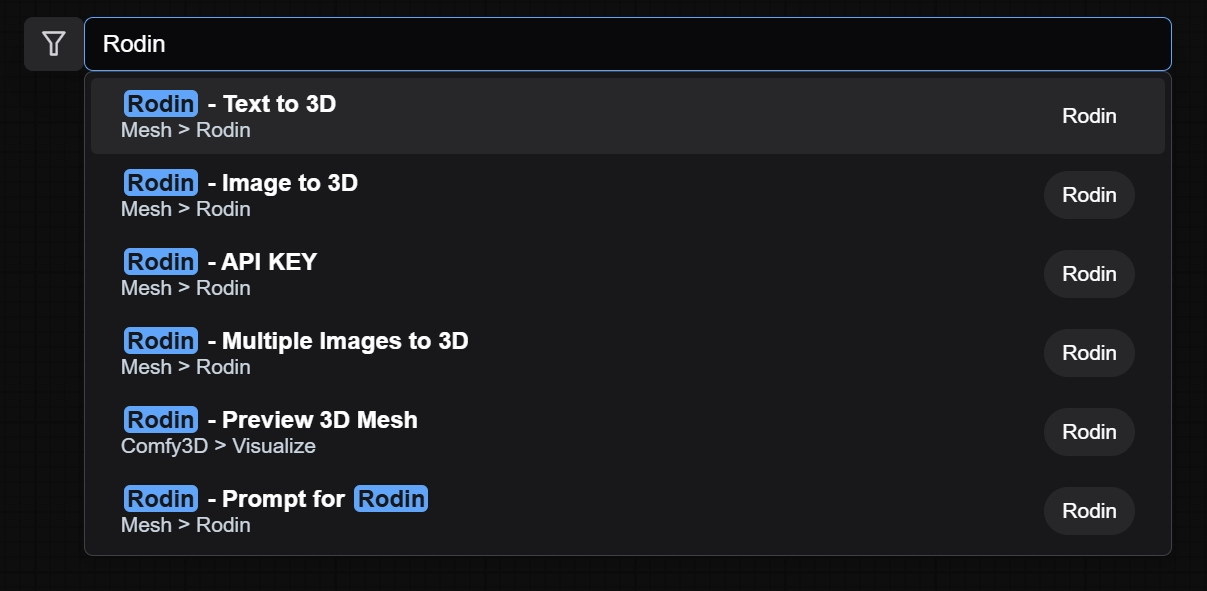 Rodin
Rodin - Text to 3D
Mesh > Rodin
Rodin
Rodin - Image to 3D
Mesh > Rodin
Rodin
Rodin - API KEY
Mesh > Rodin
Rodin
Rodin - Multiple Images to 3D
Mesh > Rodin
Rodin
Rodin - Preview 3D Mesh
Comfy3D > Visualize
Rodin
Rodin - Prompt for Rodin
Mesh > Rodin
Rodin